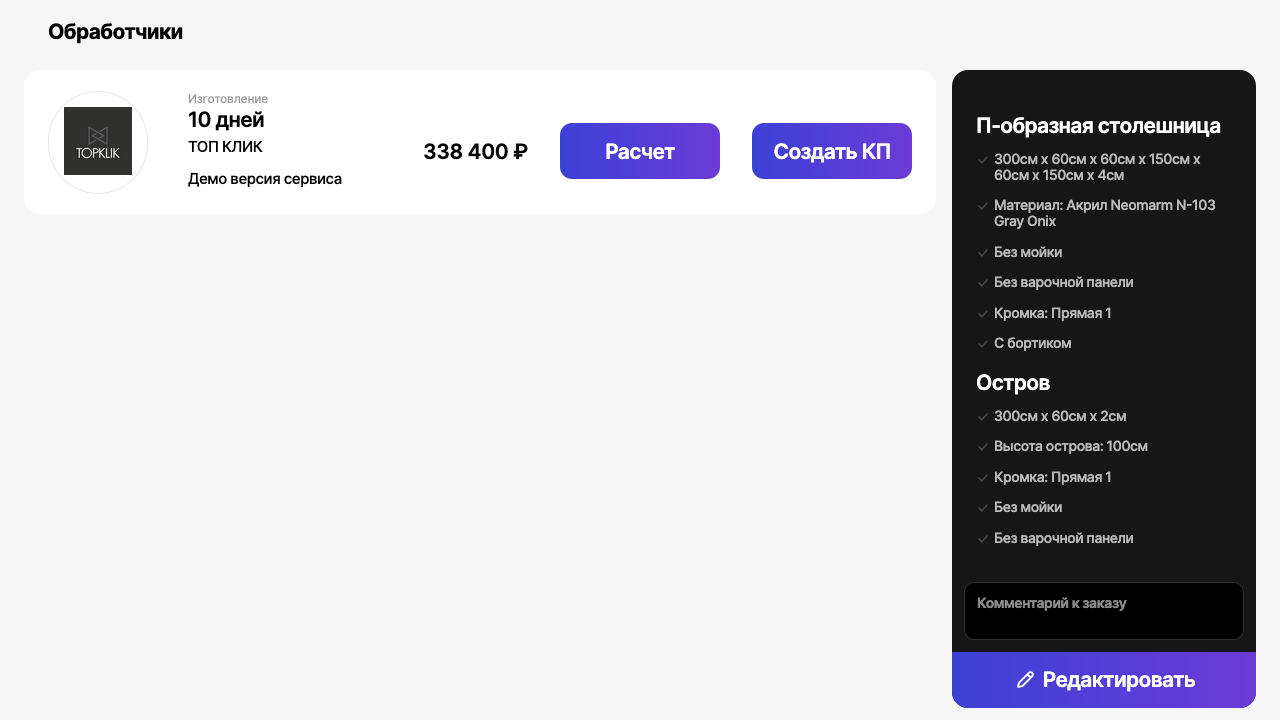 Обработчики
TOPKLIK
Изготовление
10 дней
ТОП КЛИК
Демо версия сервиса
338 400 ₽
Расчет
Создать КП
П-образная столешница
300см x 60см x 60см x 150см x
60см x 150см x 4см
Материал: Акрил Neomarm N-103
Gray Onix
Без мойки
Без варочной панели
Кромка: Прямая 1
С бортиком
Остров
300см x 60см x 2см
Высота острова: 100см
Кромка: Прямая 1
Без мойки
Без варочной панели
Комментарий к заказу
Редактировать